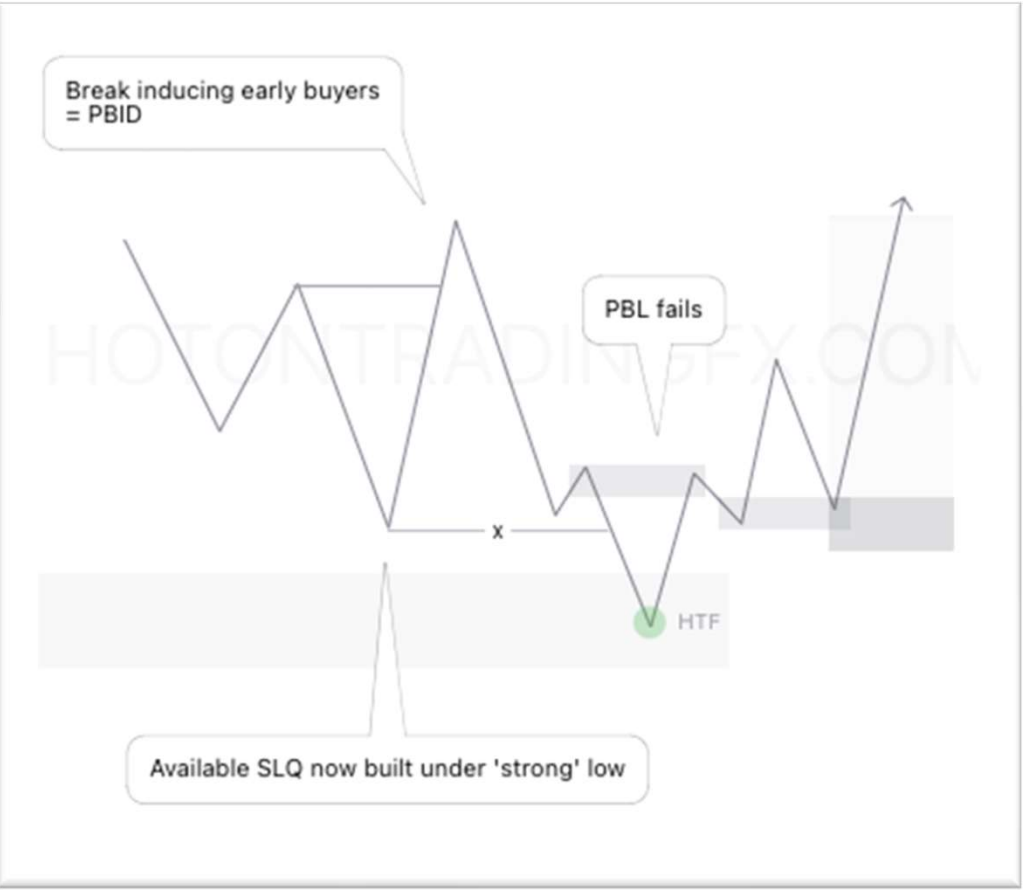 Break inducing early buyers
= PBID
PBL fails
HOTONTRADINGFX.COM
x
HTF
Available SLQ now built under 'strong' low